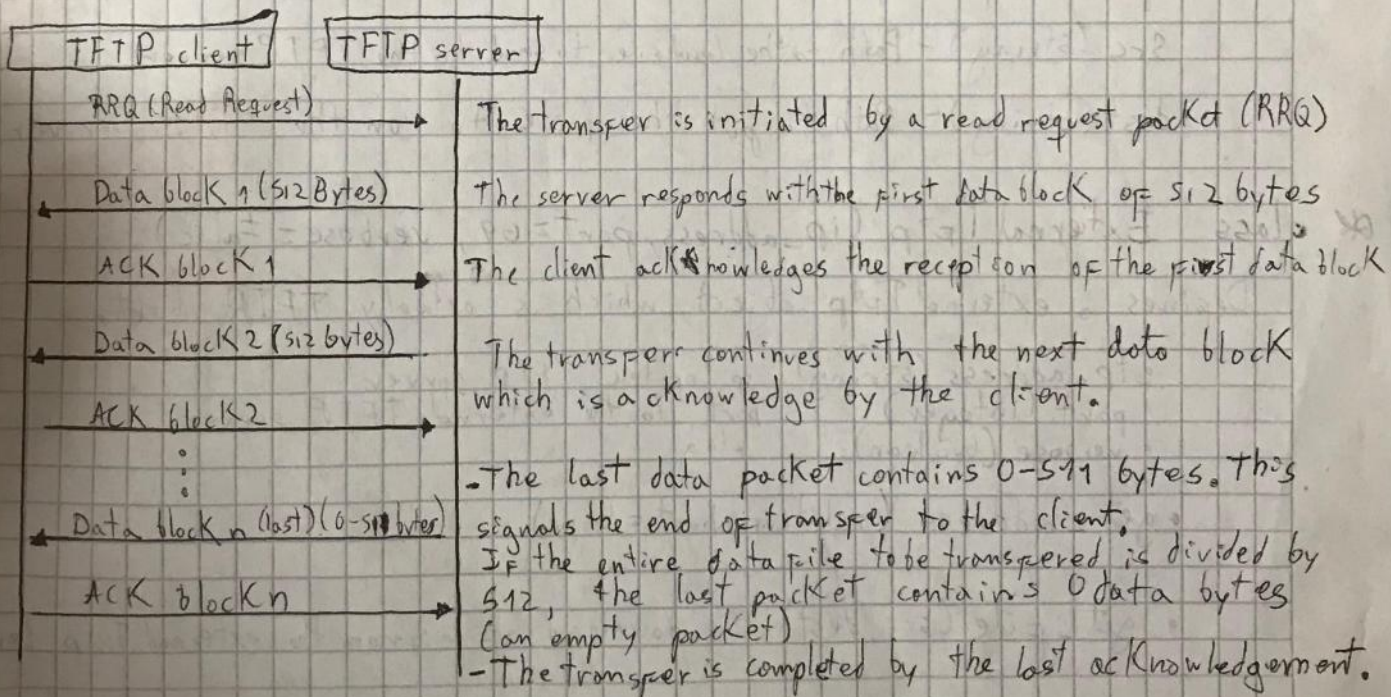 TFTP client
TFTP server
RRQ (Read Request)
The transfer is initiated by a read request packet (RRQ)
Data block 1 (512 Bytes)
The server responds with the first data block of 512 bytes
ACK block 1
The client acknowledges the reception of the first data block
Data block 2 (512 bytes)
The transfer continues with the next data block
which is acknowledge by the client.
ACK block 2
-The last data packet contains 0-511 bytes. This
Data block n (last) (0-511 bytes)
signals the end of transfer to the client.
If the entire data file to be transfered is divided by
ACK block n
512, the last packet contains 0 data bytes
(an empty packet)
-The transfer is completed by the last acknowledgement.